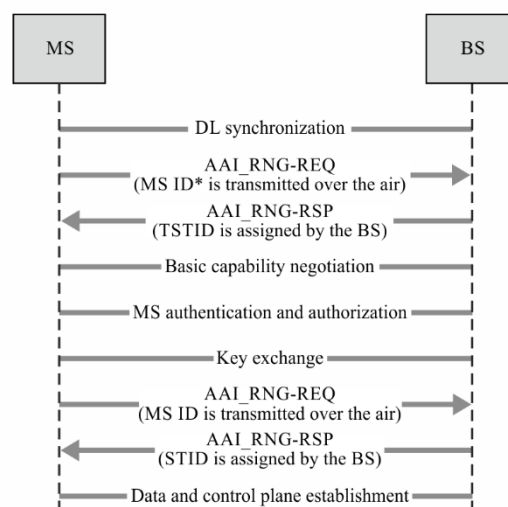 MS
BS
DL synchronization
AAI_RNG-REQ
(MS ID* is transmitted over the air)
AAI_RNG-RSP
(TSTID is assigned by the BS)
Basic capability negotiation
MS authentication and authorization
Key exchange
AAI_RNG-REQ
(MS ID is transmitted over the air)
AAI_RNG-RSP
(STID is assigned by the BS)
Data and control plane establishment